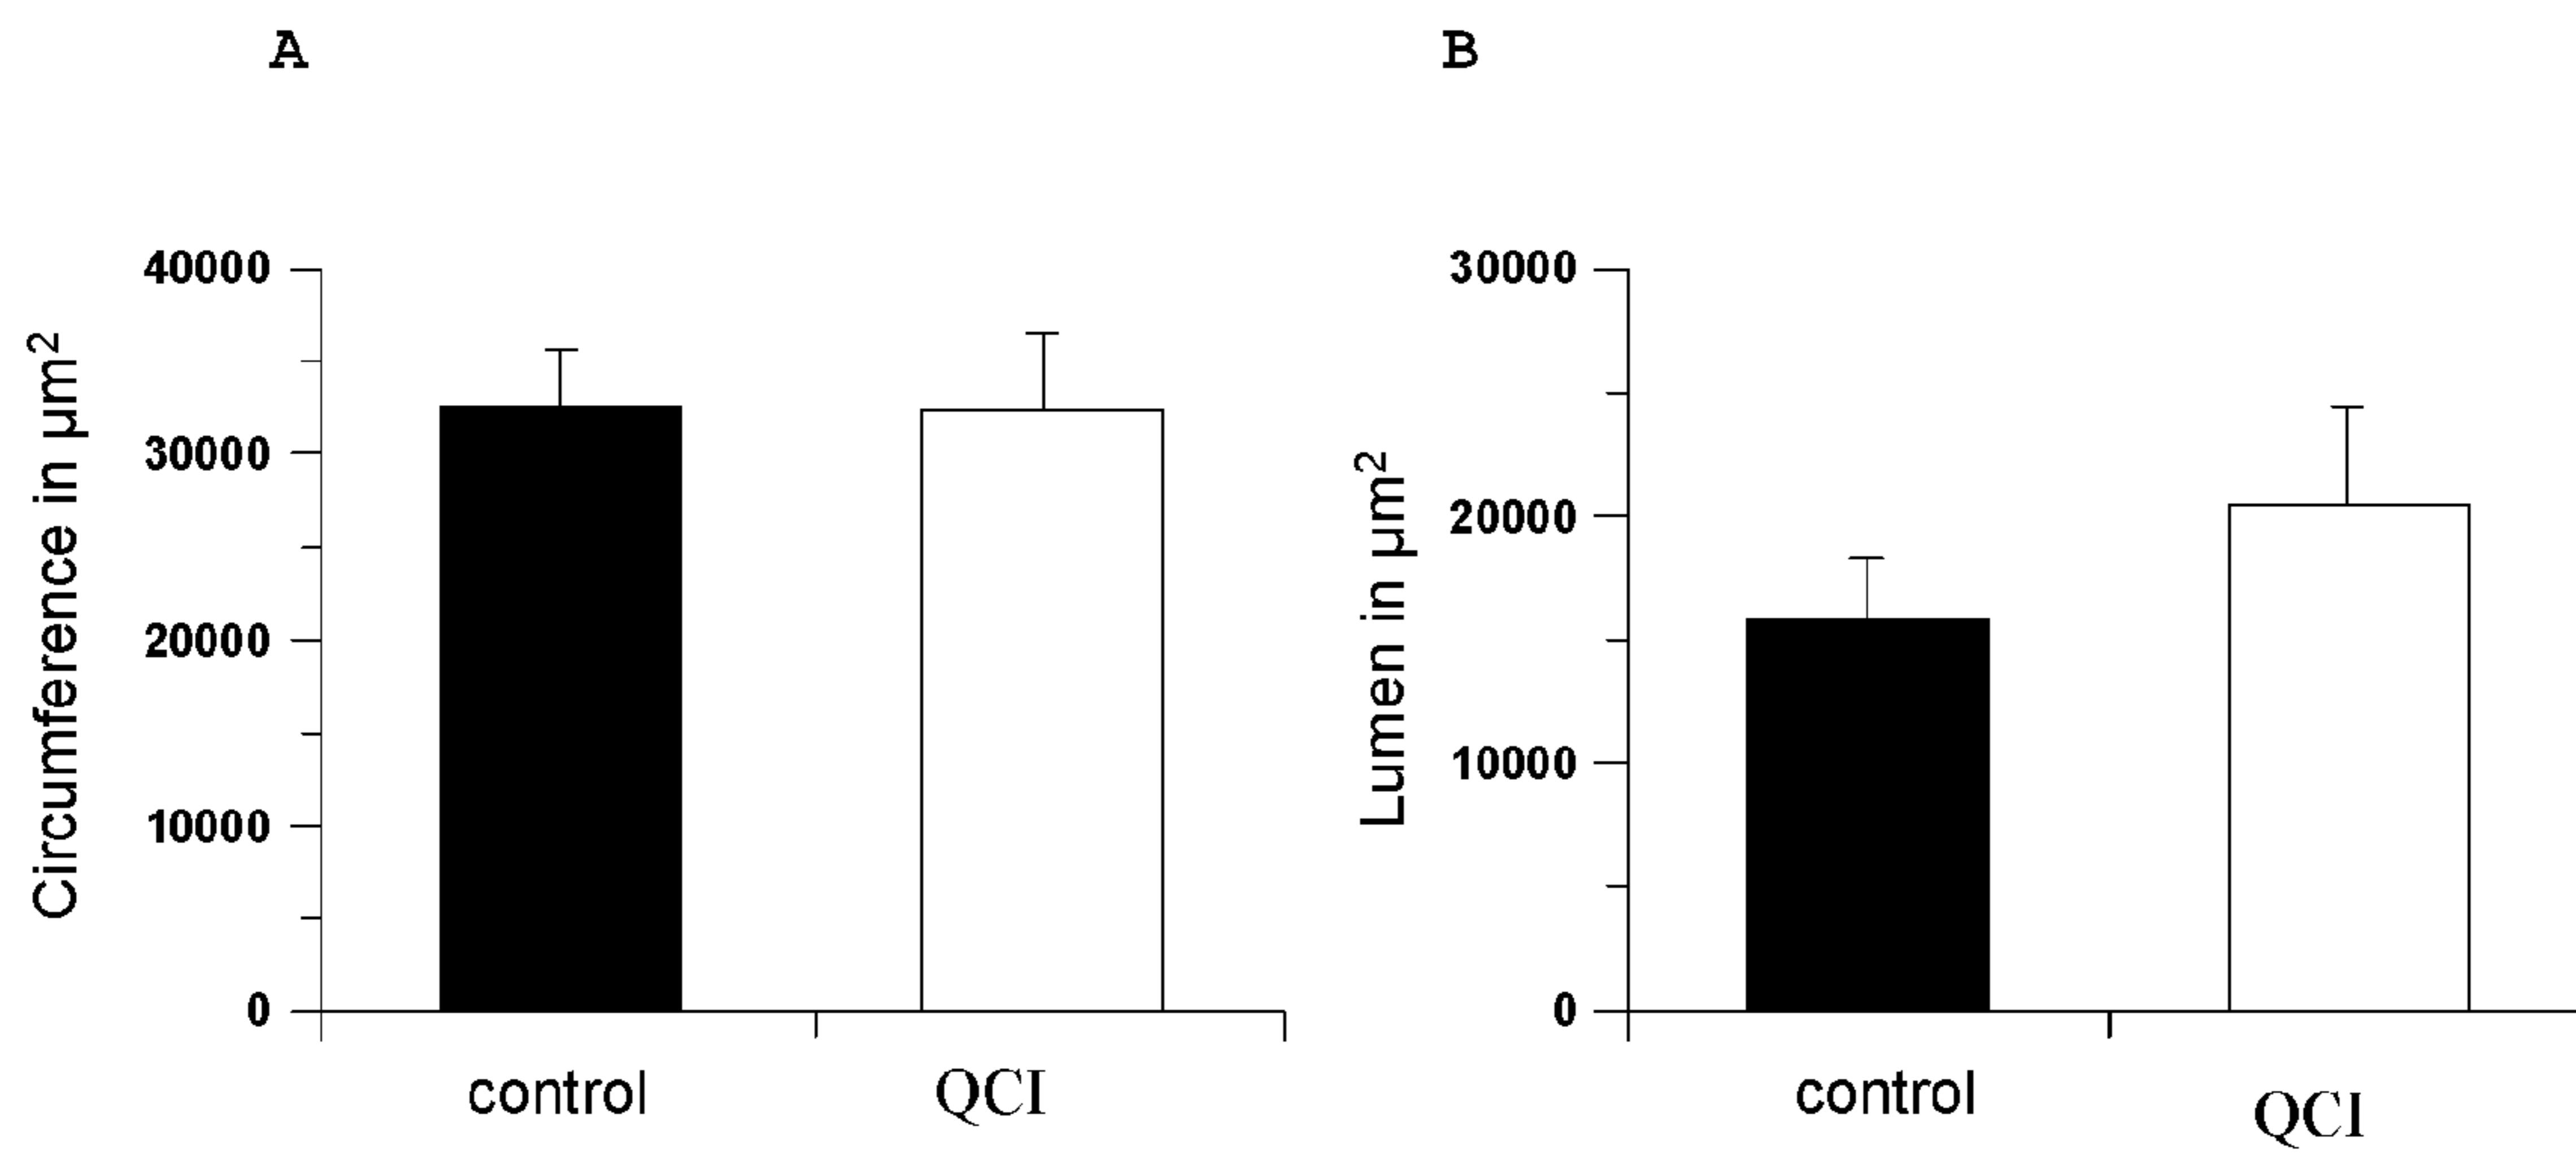 A
Circumference in µm²
40000
30000
20000
10000
0
control
QCI
B
Lumen in µm²
30000
20000
10000
0
control
QCI